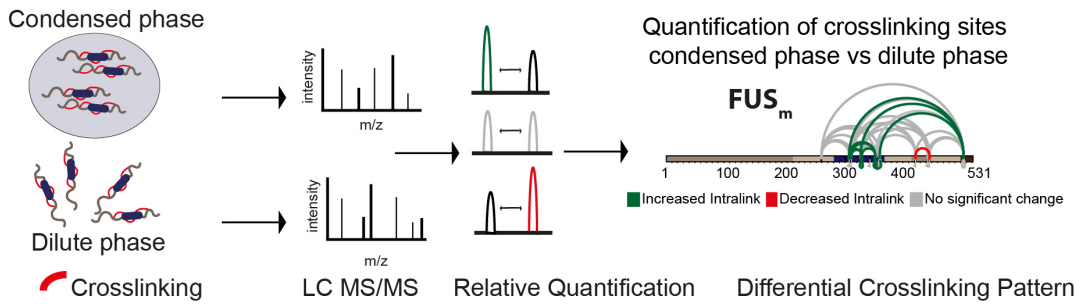 Condensed phase
Dilute phase
Crosslinking
intensity
m/z
intensity
m/z
LC MS/MS
Relative Quantification
Quantification of crosslinking sites
condensed phase vs dilute phase
FUSm
1 100 200 300 400 531
Increased Intralink Decreased Intralink No significant change
Differential Crosslinking Pattern